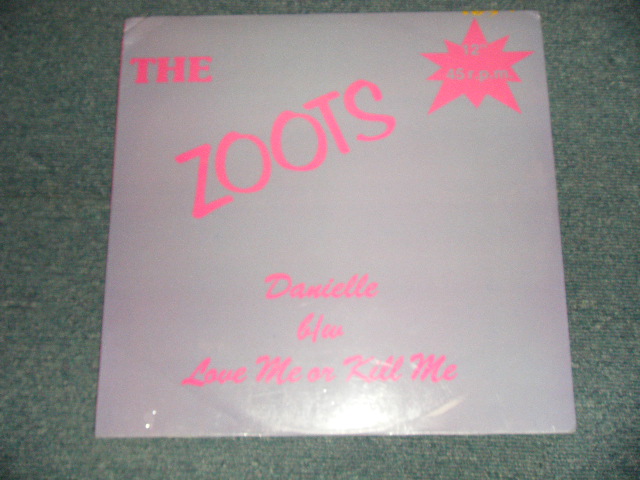 THE
ZOOTS
12"
45 r.p.m.
Danielle
b/w
Love Me or Kill Me